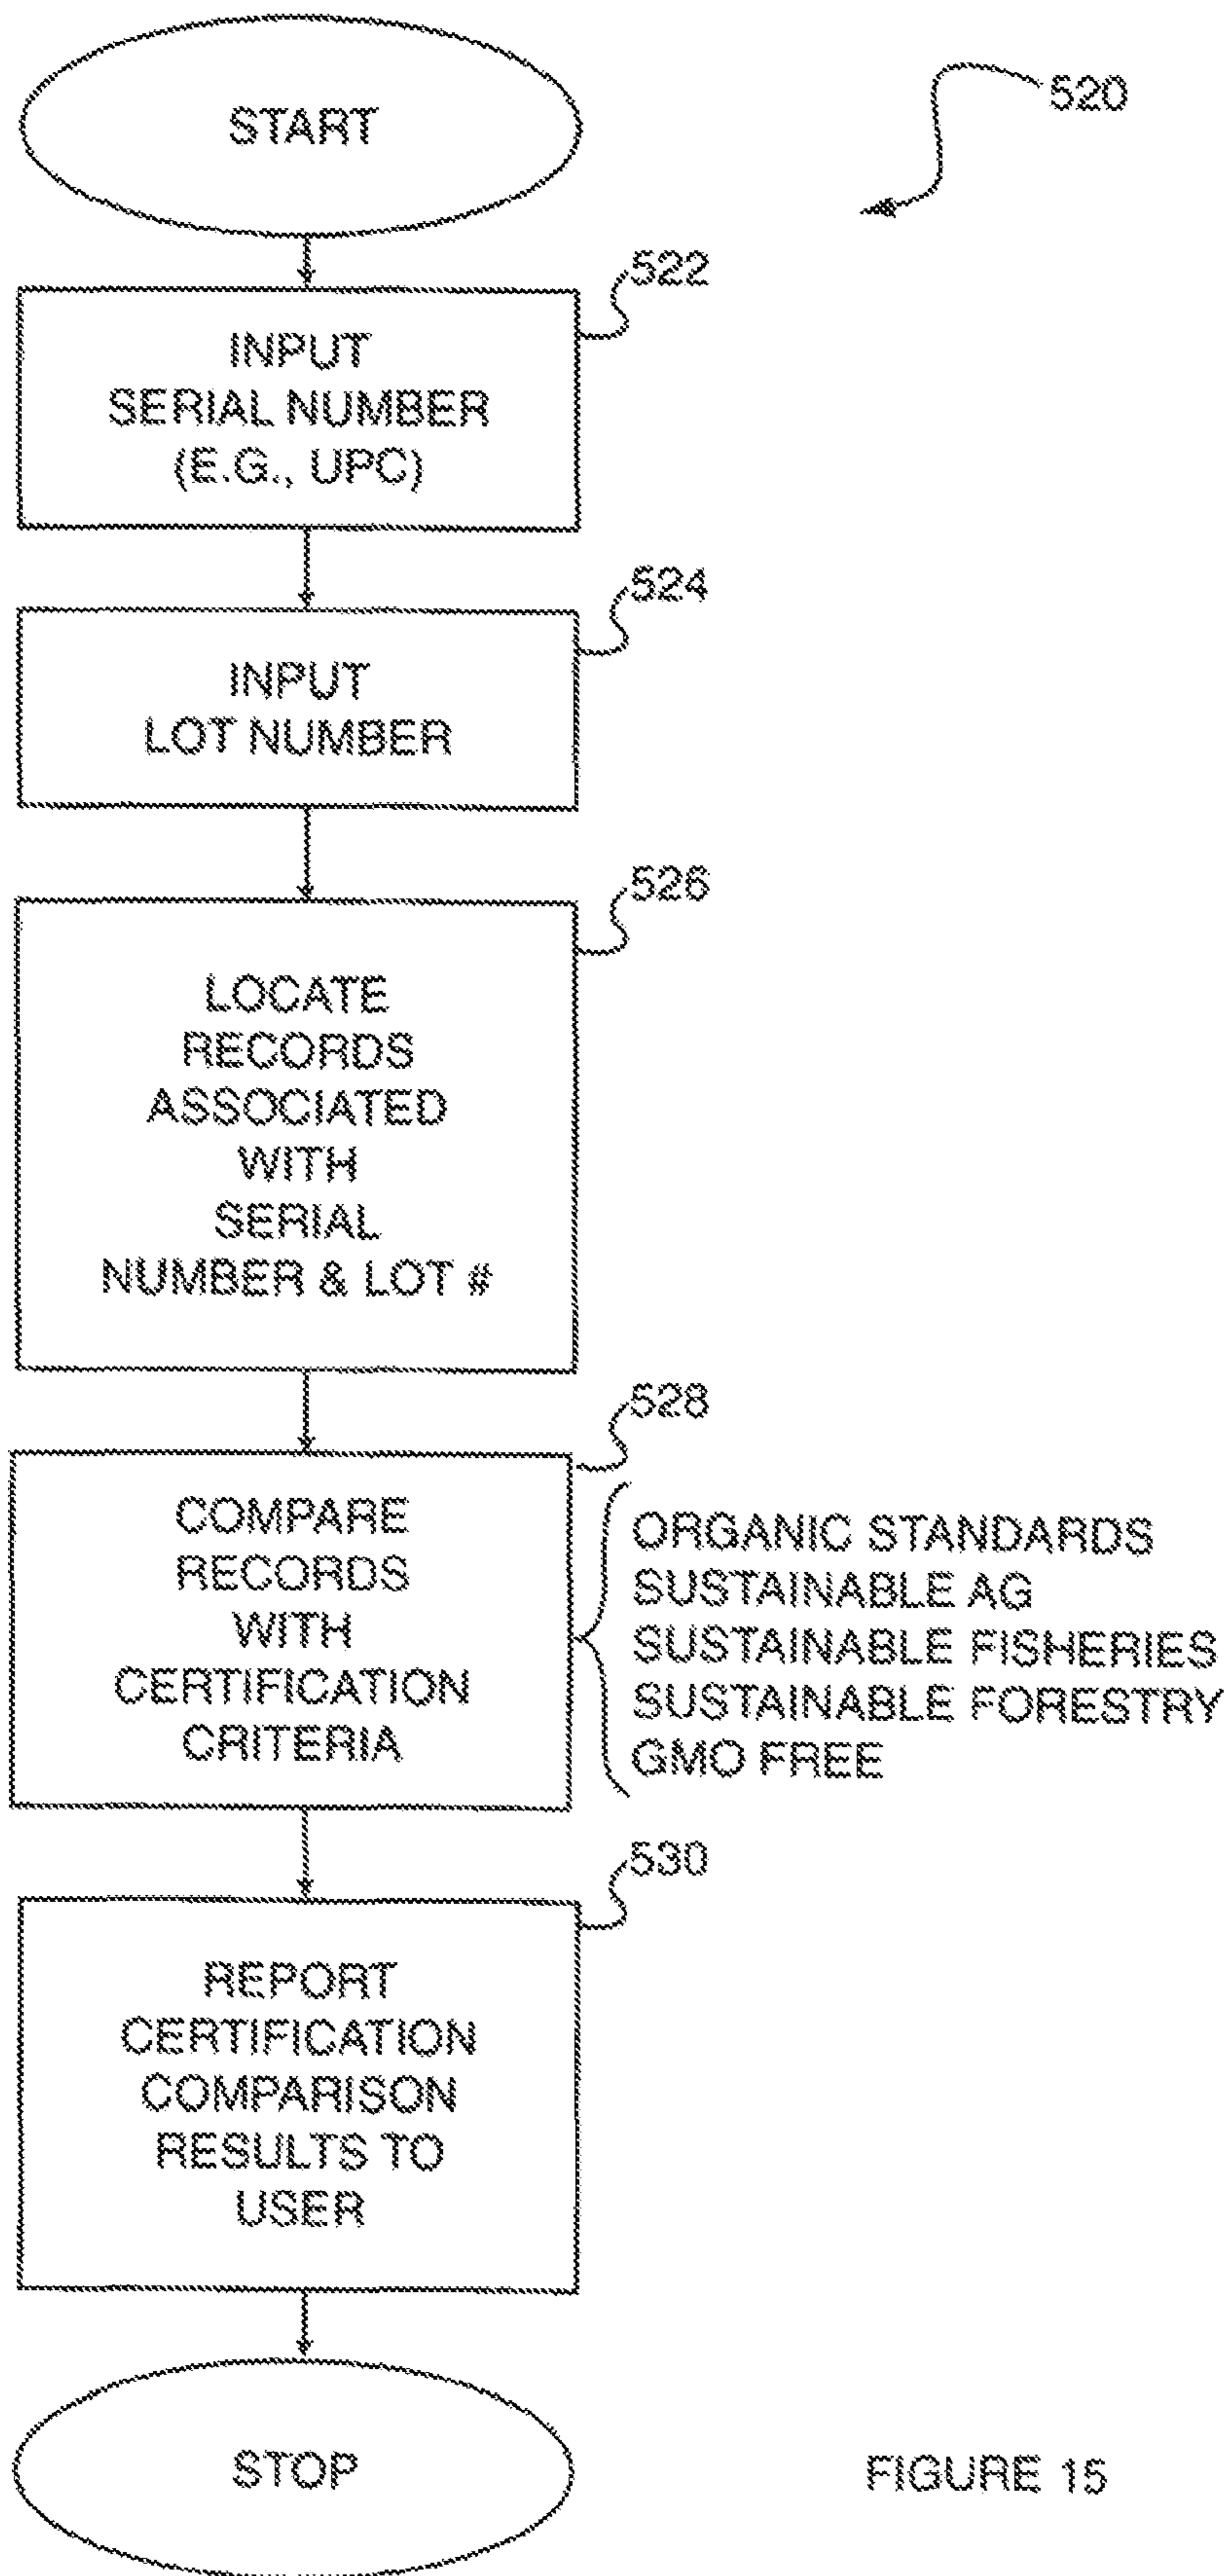 START
520
522
INPUT
SERIAL NUMBER
(E.G., UPC)
524
INPUT
LOT NUMBER
526
LOCATE
RECORDS
ASSOCIATED
WITH
SERIAL
NUMBER & LOT #
528
COMPARE
RECORDS
WITH
CERTIFICATION
CRITERIA
ORGANIC STANDARDS
SUSTAINABLE AG
SUSTAINABLE FISHERIES
SUSTAINABLE FORESTRY
GMO FREE
530
REPORT
CERTIFICATION
COMPARISON
RESULTS TO
USER
STOP
FIGURE 15